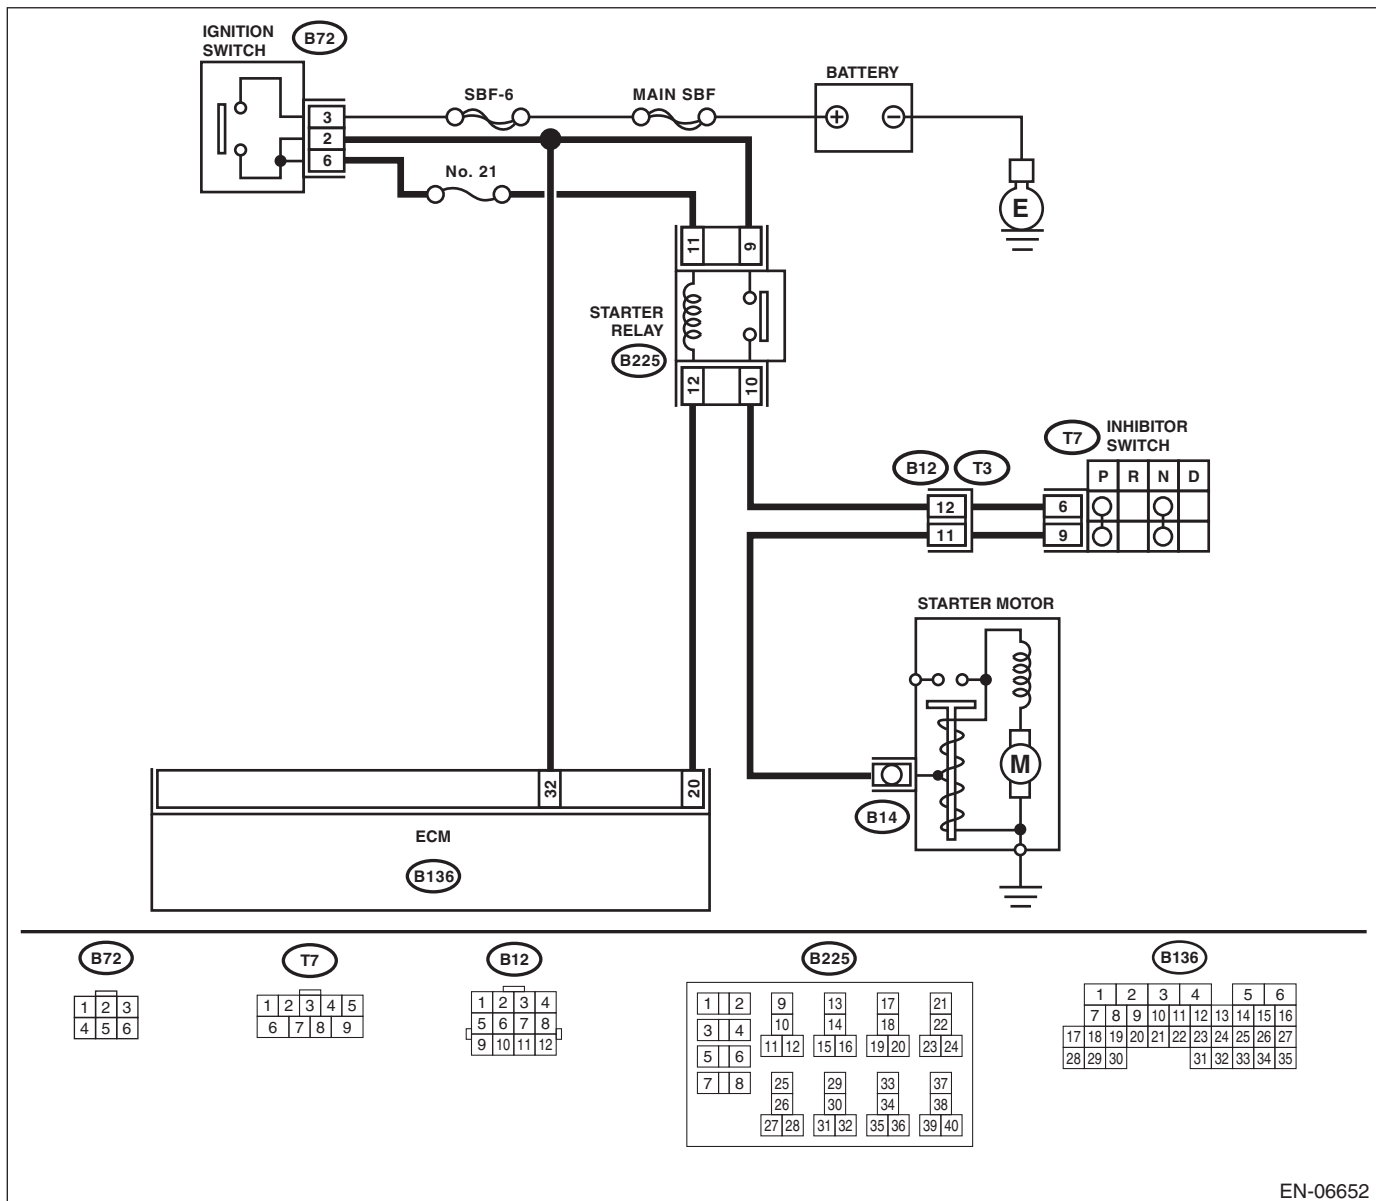 IGNITION
SWITCH
B72
SBF-6
MAIN SBF
BATTERY
3
2
6
No. 21
E
11
9
STARTER
RELAY
B225
12
10
T7
INHIBITOR
SWITCH
B12
T3
P R N D
12
6
11
9
STARTER MOTOR
M
B14
32
20
ECM
B136
B72
T7
B12
B225
B136
1 2 3
4 5 6
1 2 3 4 5
6 7 8 9
1 2 3 4
5 6 7 8
9 10 11 12
1 2
3 4
5 6
7 8
9
10
11 12
13
14
15 16
17
18
19 20
21
22
23 24
25
26
27 28
29
30
31 32
33
34
35 36
37
38
39 40
1 2 3 4 5 6
7 8 9 10 11 12 13 14 15 16
17 18 19 20 21 22 23 24 25 26 27
28 29 30 31 32 33 34 35
EN-06652